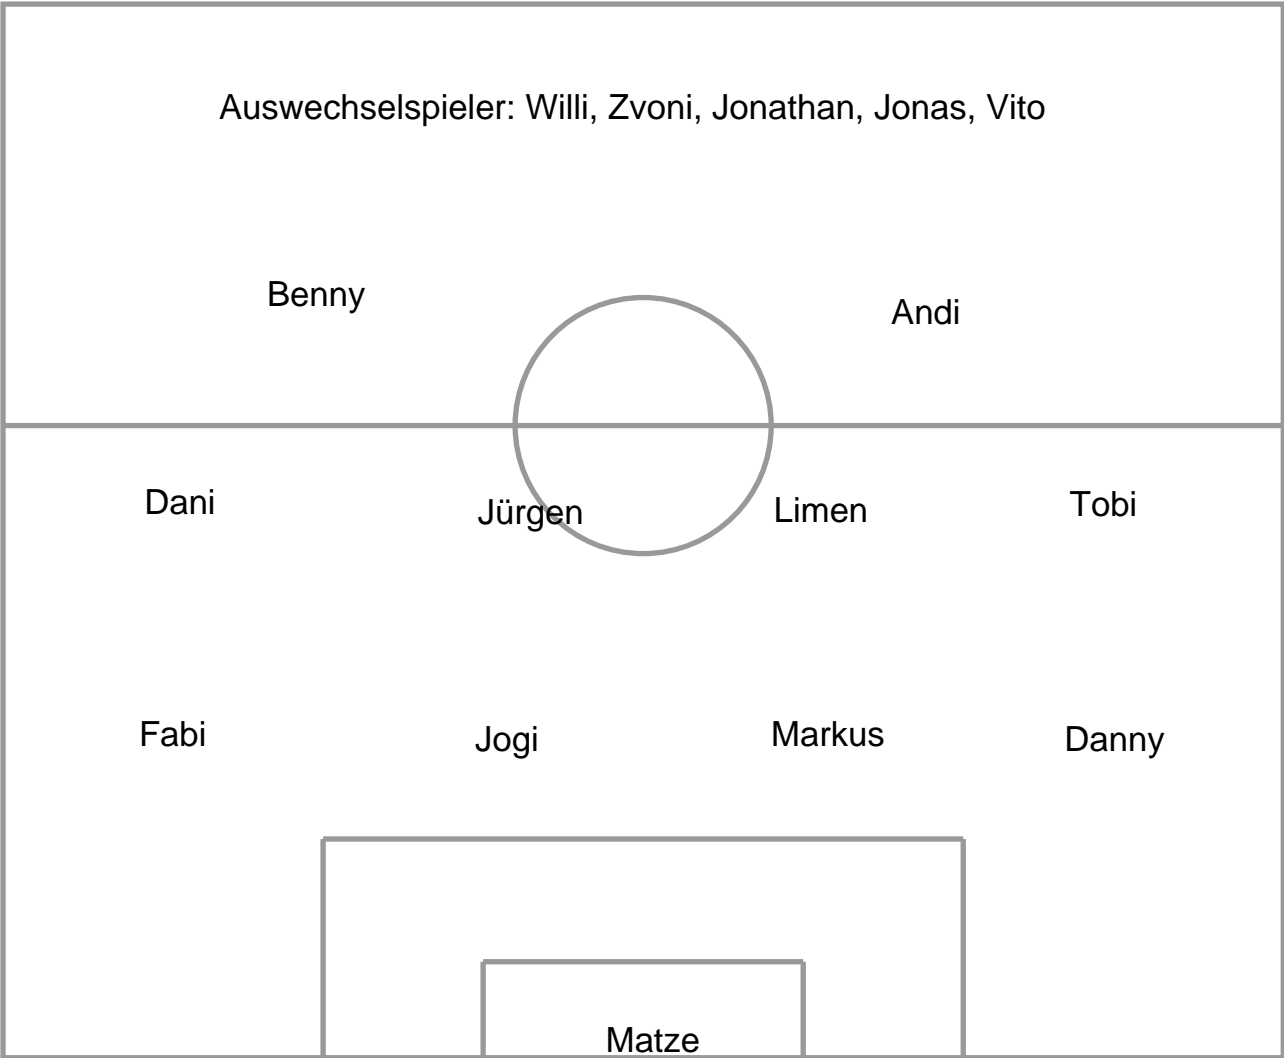 Auswechselspieler: Willi, Zvoni, Jonathan, Jonas, Vito
Benny
Andi
Dani
Jürgen
Limen
Tobi
Fabi
Jogi
Markus
Danny
Matze